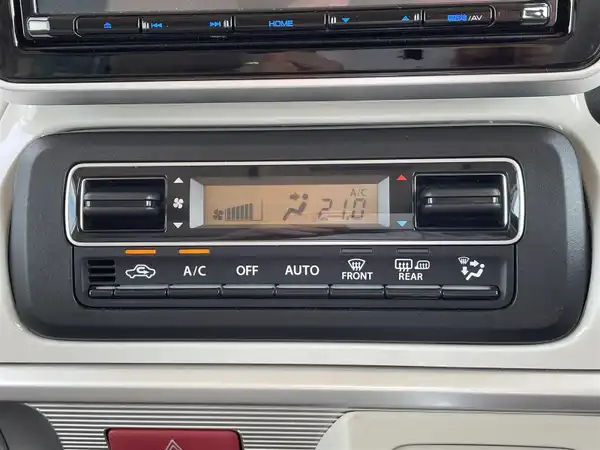 HOME
/AV
A/C
21.0
A/C OFF AUTO FRONT REAR